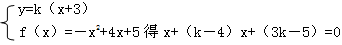 y=k（x+3）
f（x）=－x²+4x+5得x+（k－4）x+（3k－5）=0